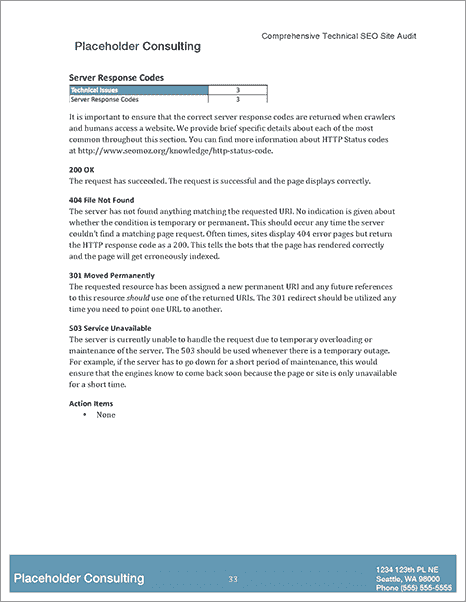 Comprehensive Technical SEO Site Audit
Placeholder Consulting
Server Response Codes
Technical Issues 3
Server Response Codes 3
It is important to ensure that the correct server response codes are returned when crawlers
and humans access a website. We provide brief specific details about each of the most
common throughout this section. You can find more information about HTTP Status codes
at http://www.seomoz.org/knowledge/http-status-code.
200 OK
The request has succeeded. The request is successful and the page displays correctly.
404 File Not Found
The server has not found anything matching the requested URI. No indication is given about
whether the condition is temporary or permanent. This should occur any time the server
couldn't find a matching page request. Often times, sites display 404 error pages but return
the HTTP response code as a 200. This tells the bots that the page has rendered correctly
and the page will get erroneously indexed.
301 Moved Permanently
The requested resource has been assigned a new permanent URI and any future references
to this resource should use one of the returned URIs. The 301 redirect should be utilized any
time you need to point one URL to another.
503 Service Unavailable
The server is currently unable to handle the request due to temporary overloading or
maintenance of the server. The 503 should be used whenever there is a temporary outage.
For example, if the server has to go down for a short period of maintenance, this would
ensure that the engines know to come back soon because the page or site is only unavailable
for a short time.
Action Items
• None
Placeholder Consulting
33
1234 123th PL NE
Seattle, WA 98000
Phone (555) 555-5555